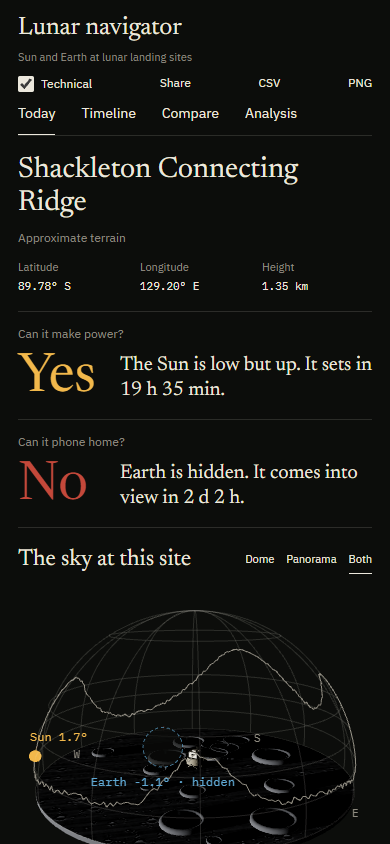 Lunar navigator
Sun and Earth at lunar landing sites
Technical Share CSV PNG
Today Timeline Compare Analysis
Shackleton Connecting
Ridge
Approximate terrain
Latitude Longitude Height
89.78° S 129.20° E 1.35 km
Can it make power?
Yes
The Sun is low but up. It sets in
19 h 35 min.
Can it phone home?
No
Earth is hidden. It comes into
view in 2 d 2 h.
The sky at this site Dome Panorama Both
Sun 1.7°
S
W
Earth -1.1° · hidden
E